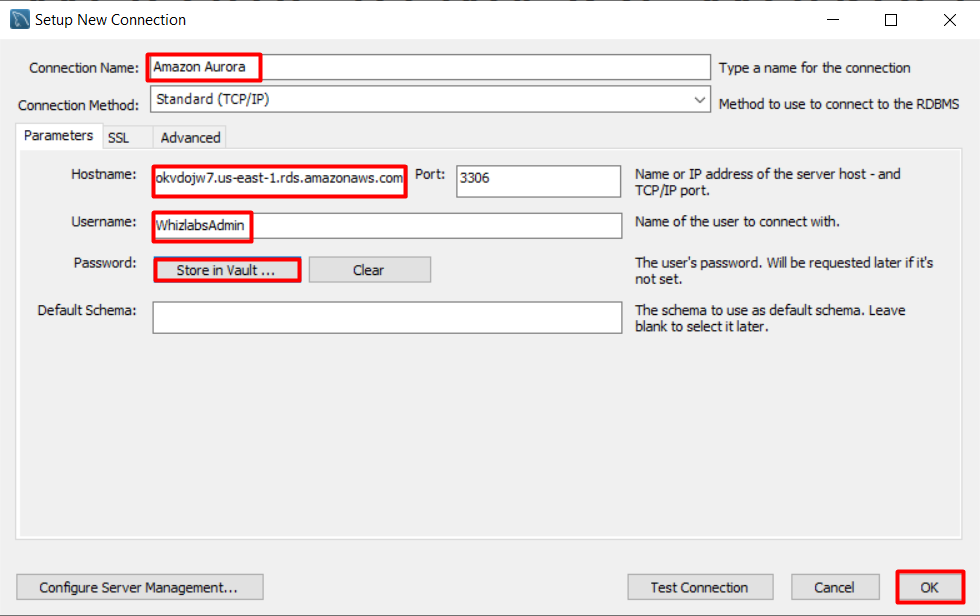 Setup New Connection
Connection Name: Amazon Aurora Type a name for the connection
Connection Method: Standard (TCP/IP) Method to use to connect to the RDBMS
Parameters SSL Advanced
Hostname: okvdojw7.us-east-1.rds.amazonaws.com Port: 3306 Name or IP address of the server host - and
TCP/IP port.
Username: WhizlabsAdmin Name of the user to connect with.
Password: Store in Vault ... Clear The user's password. Will be requested later if it's
not set.
Default Schema: The schema to use as default schema. Leave
blank to select it later.
Configure Server Management... Test Connection Cancel OK